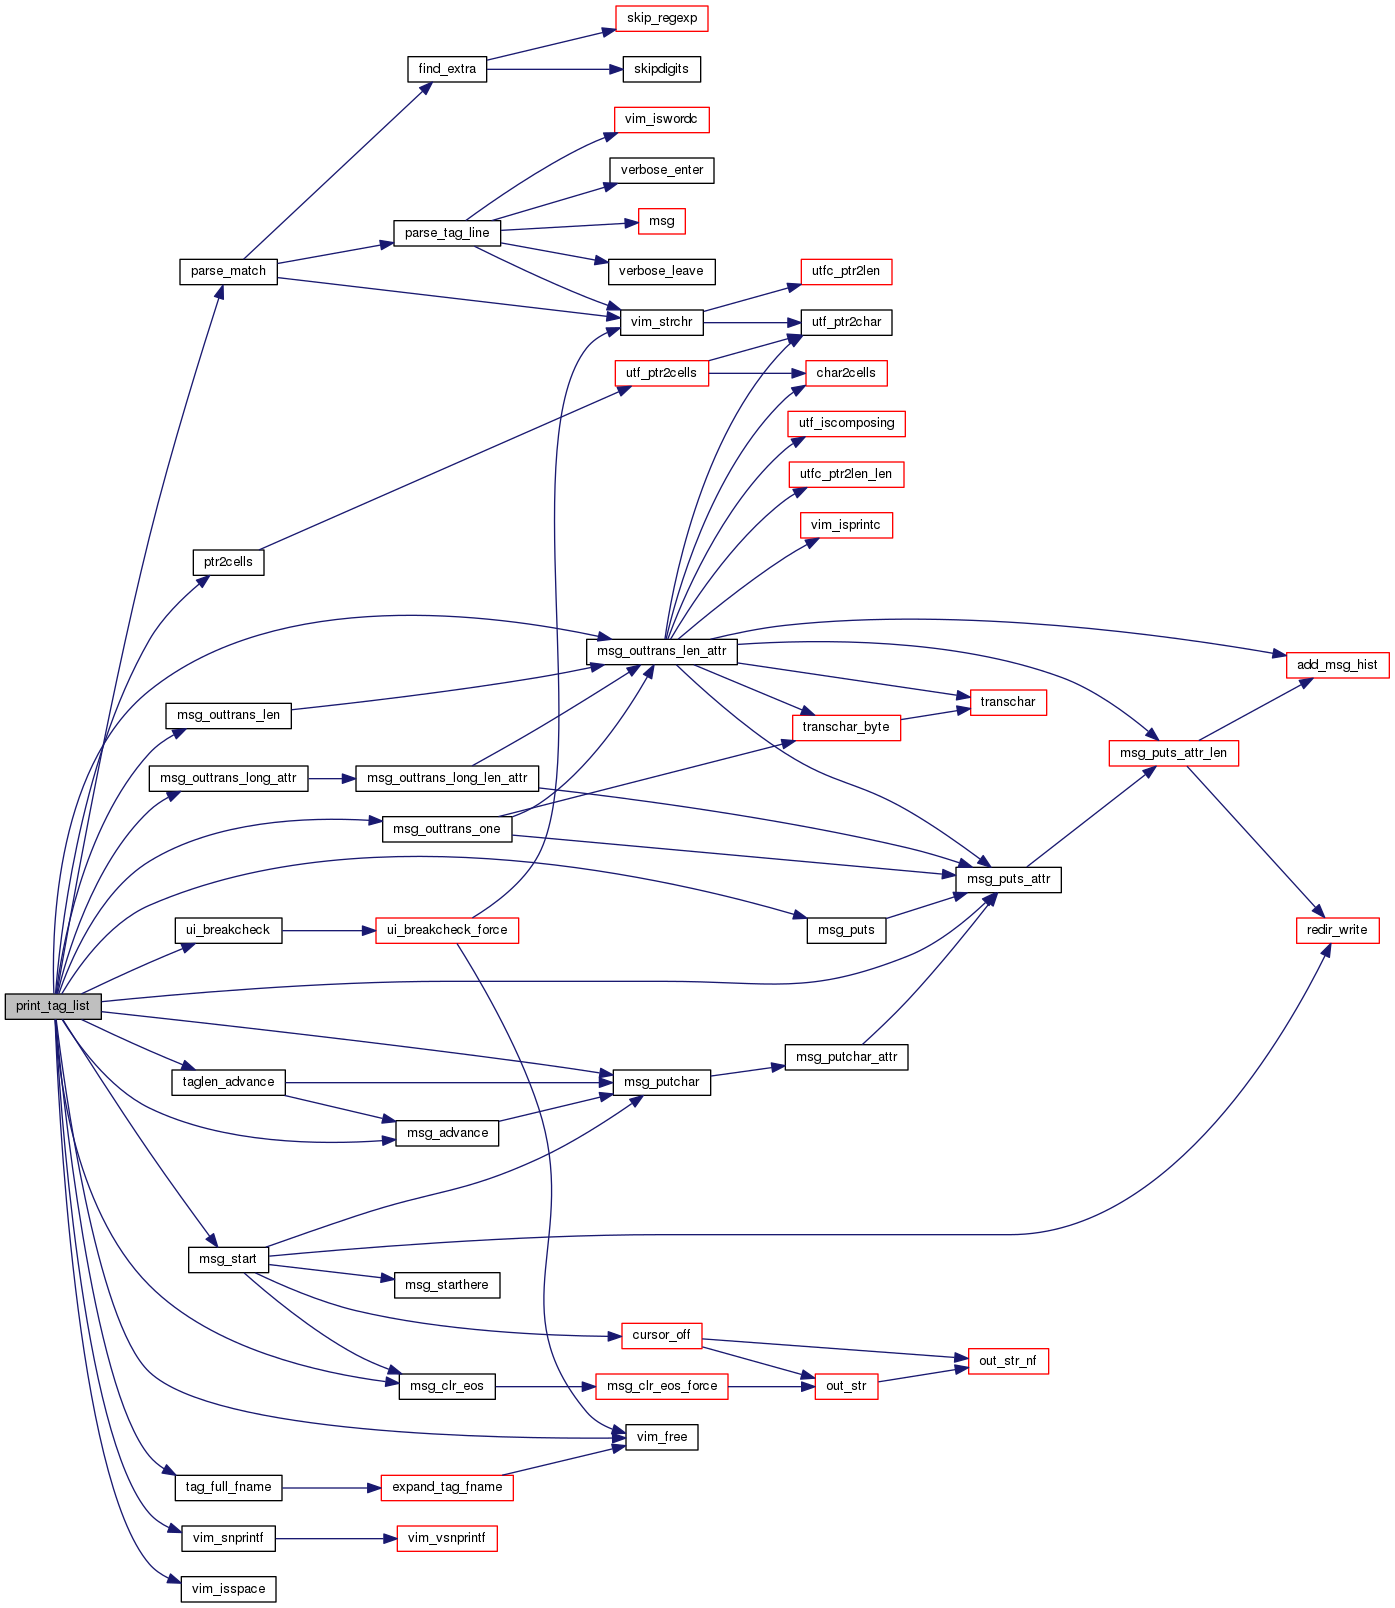 skip_regexp
find_extra
skipdigits
vim_iswordc
verbose_enter
msg
parse_tag_line
parse_match
verbose_leave
utfc_ptr2len
vim_strchr
utf_ptr2char
utf_ptr2cells
char2cells
utf_iscomposing
utfc_ptr2len_len
vim_isprintc
ptr2cells
msg_outtrans_len_attr
add_msg_hist
transchar
msg_outtrans_len
transchar_byte
msg_puts_attr_len
msg_outtrans_long_attr
msg_outtrans_long_len_attr
msg_outtrans_one
msg_puts_attr
ui_breakcheck
ui_breakcheck_force
msg_puts
redir_write
print_tag_list
msg_putchar_attr
taglen_advance
msg_putchar
msg_advance
msg_start
msg_starthere
cursor_off
out_str_nf
msg_clr_eos
msg_clr_eos_force
out_str
vim_free
tag_full_fname
expand_tag_fname
vim_snprintf
vim_vsnprintf
vim_isspace